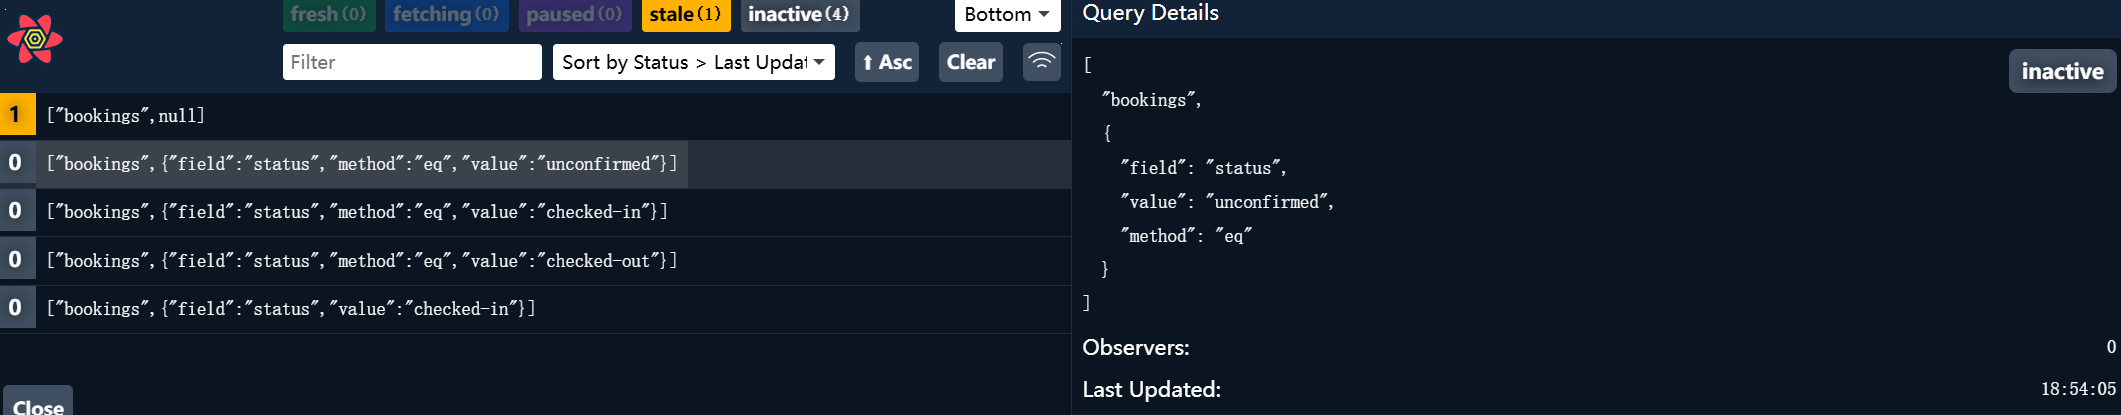 fresh(0) fetching(0) paused(0) stale(1) inactive(4) Bottom
Filter Sort by Status > Last Updat Asc Clear
1 ["bookings",null]
0 ["bookings",{"field":"status","method":"eq","value":"unconfirmed"}]
0 ["bookings",{"field":"status","method":"eq","value":"checked-in"}]
0 ["bookings",{"field":"status","method":"eq","value":"checked-out"}]
0 ["bookings",{"field":"status","value":"checked-in"}]
Close
Query Details
[
inactive
"bookings",
{
"field": "status",
"value": "unconfirmed",
"method": "eq"
}
]
Observers: 0
Last Updated: 18:54:05